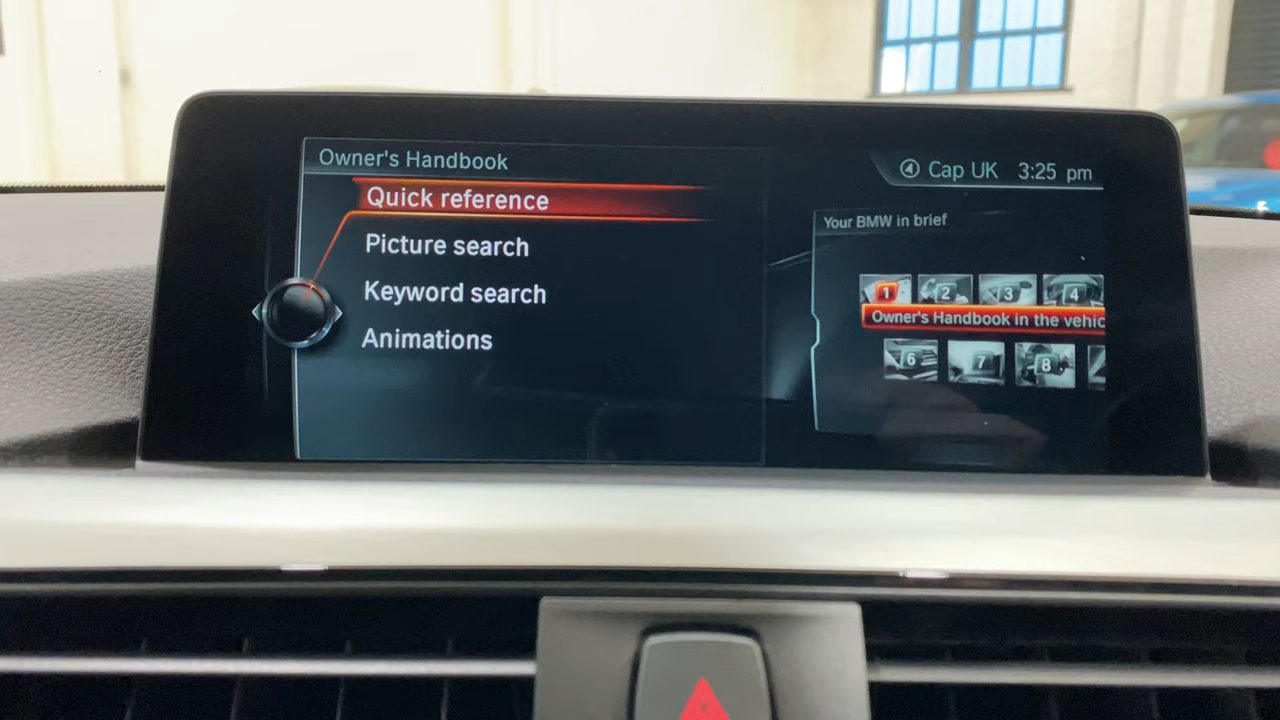 Owner's Handbook
Cap UK 3:25 pm
Quick reference
Picture search
Keyword search
Animations
Your BMW in brief
1 2 3 4
Owner's Handbook in the vehic
6 7 8